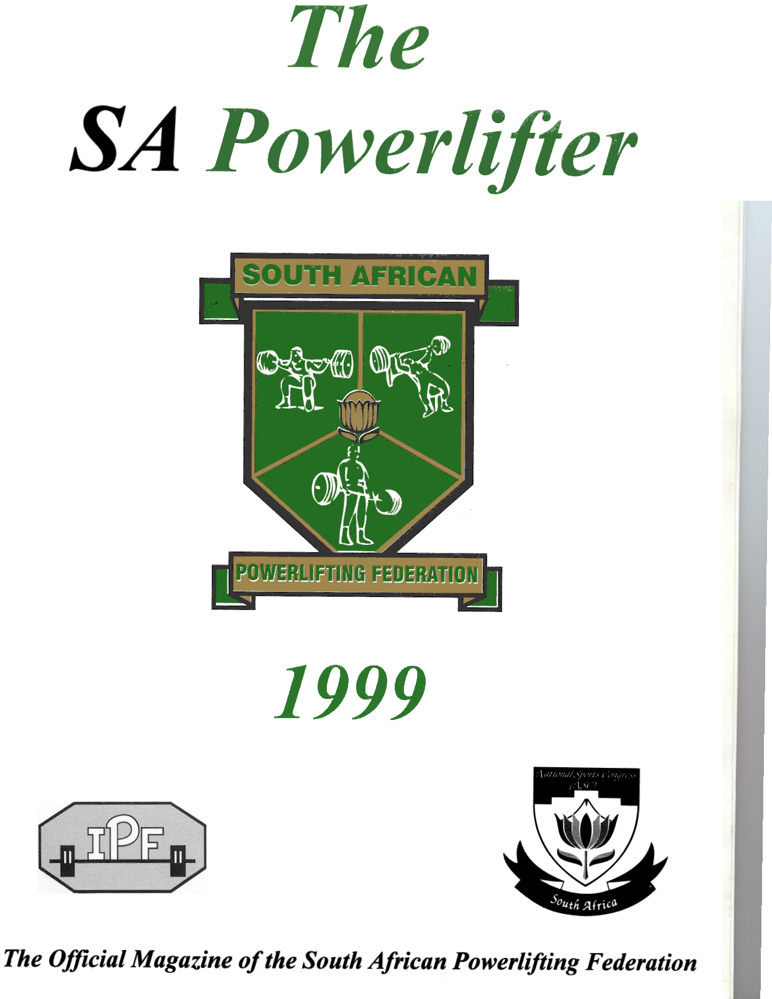 The
SA Powerlifter
SOUTH AFRICAN
POWERLIFTING FEDERATION
1999
National Sports Congress
(NSC)
IPF
South Africa
The Official Magazine of the South African Powerlifting Federation